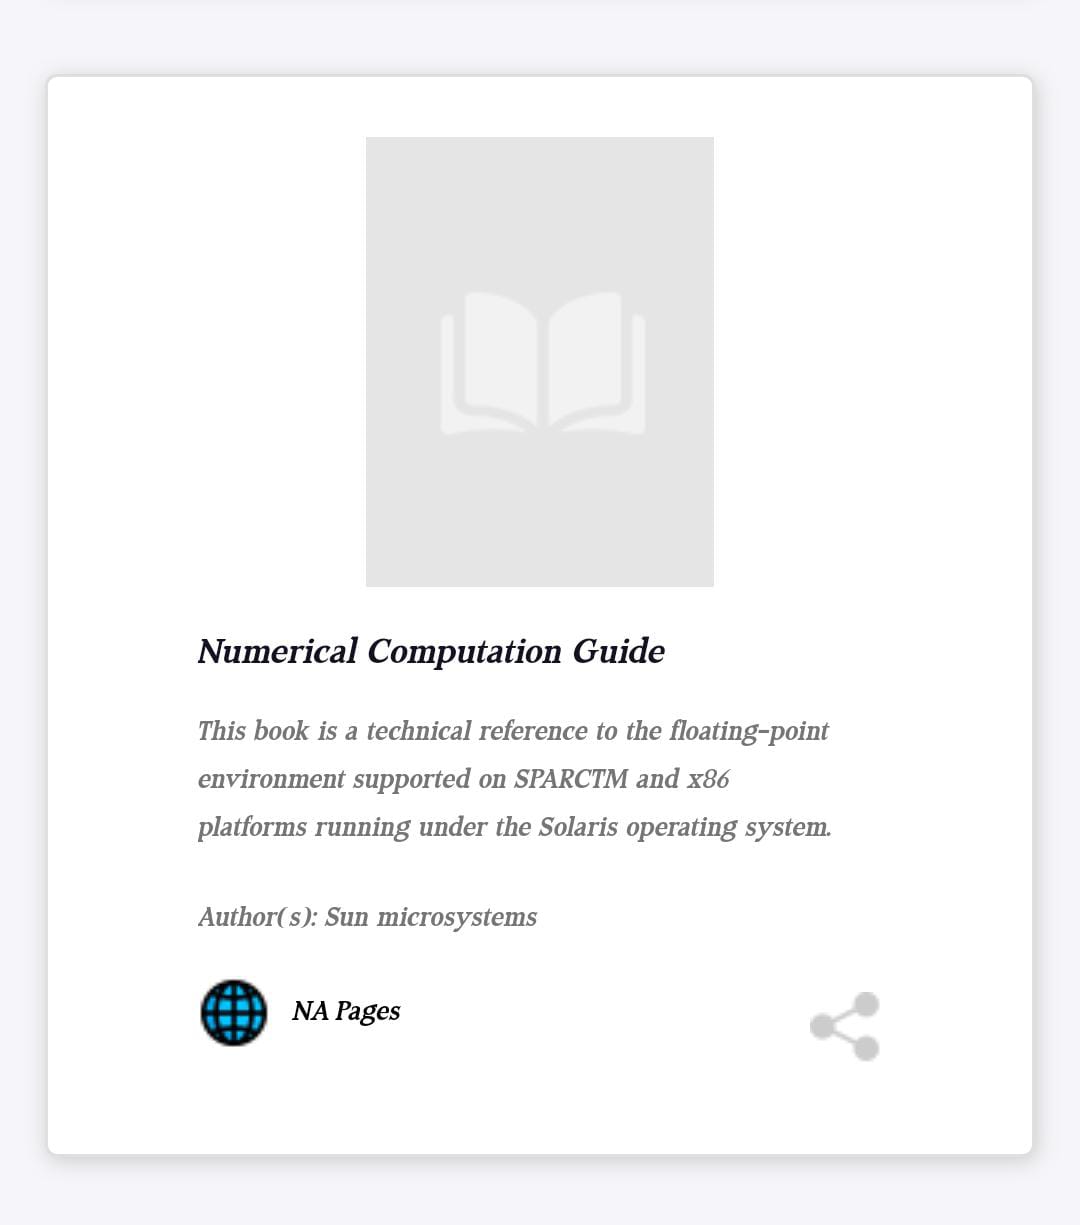 Numerical Computation Guide
This book is a technical reference to the floating-point
environment supported on SPARCTM and x86
platforms running under the Solaris operating system.
Author(s): Sun microsystems
NA Pages